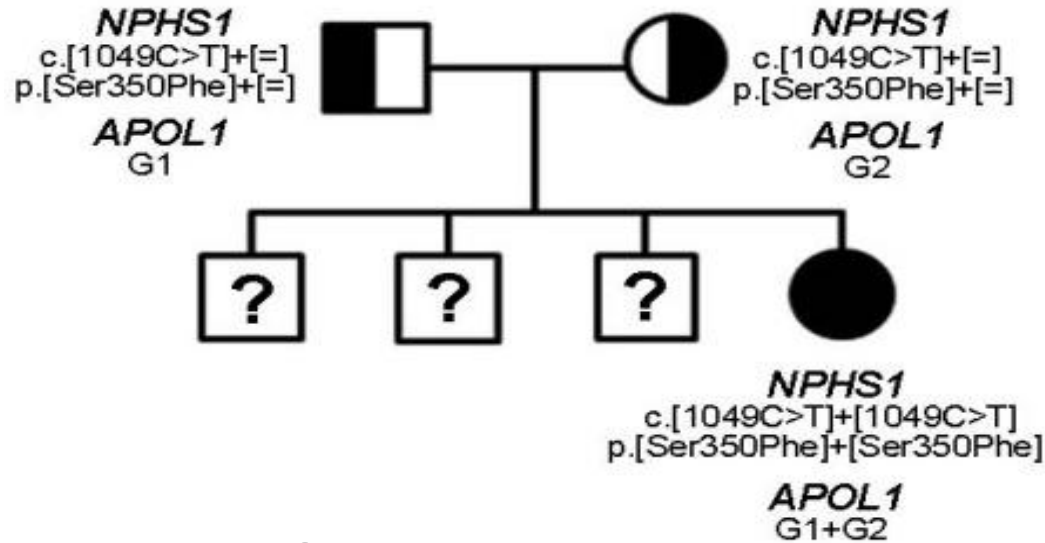 NPHS1
c.[1049C>T]+[=]
p.[Ser350Phe]+[=]
APOL1
G1
NPHS1
c.[1049C>T]+[=]
p.[Ser350Phe]+[=]
APOL1
G2
? ? ?
NPHS1
c.[1049C>T]+[1049C>T]
p.[Ser350Phe]+[Ser350Phe]
APOL1
G1+G2